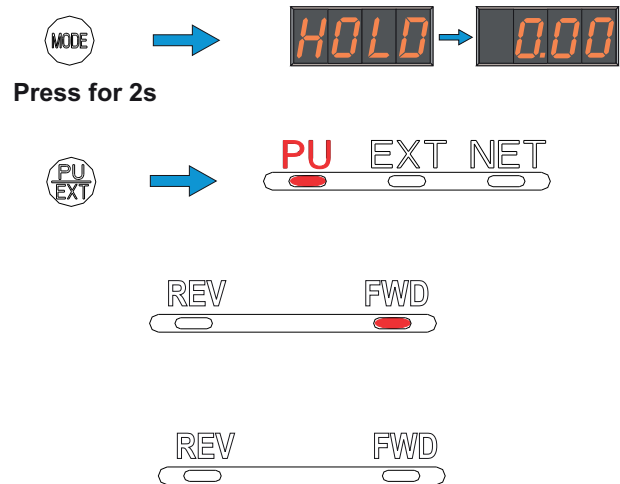 MODE HOLD 0.00
Press for 2s
PU EXT NET
PU
EXT
REV FWD
REV FWD